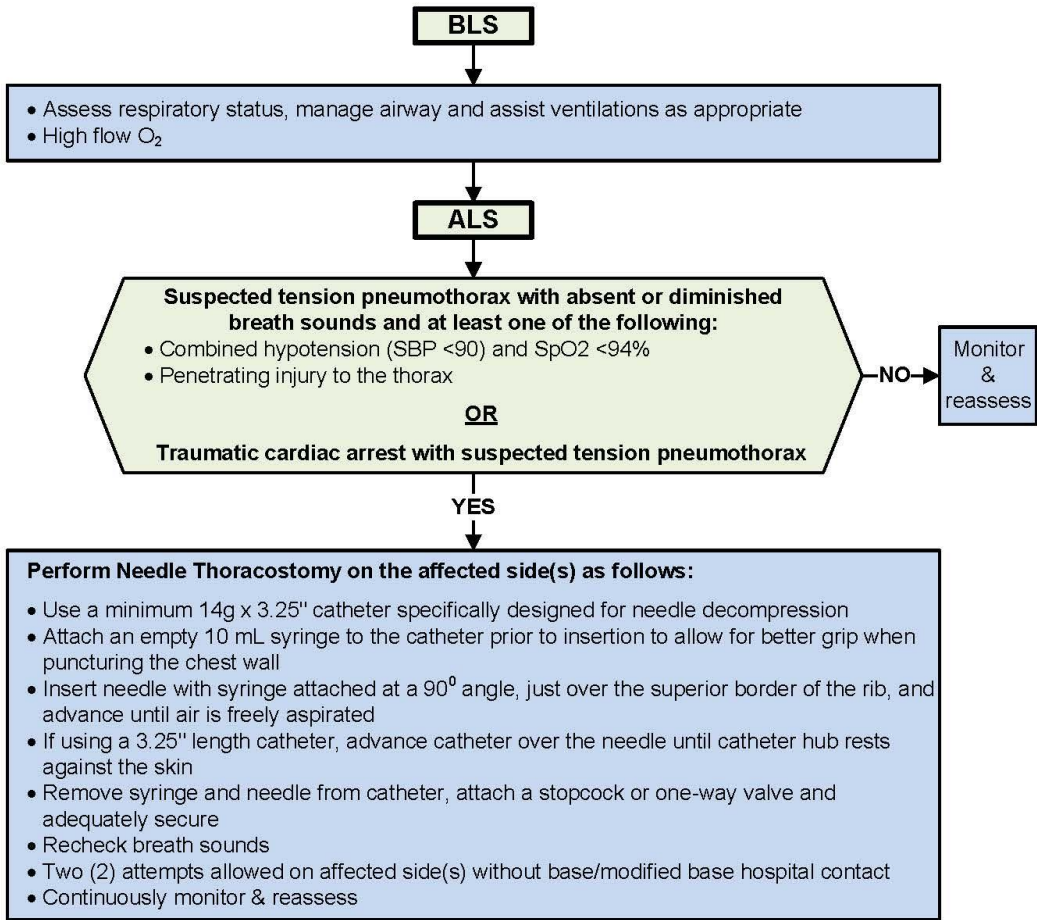 BLS
• Assess respiratory status, manage airway and assist ventilations as appropriate
• High flow O₂
ALS
Suspected tension pneumothorax with absent or diminished
breath sounds and at least one of the following:
• Combined hypotension (SBP <90) and SpO2 <94%
• Penetrating injury to the thorax
OR
Traumatic cardiac arrest with suspected tension pneumothorax
NO
Monitor
&
reassess
YES
Perform Needle Thoracostomy on the affected side(s) as follows:
• Use a minimum 14g x 3.25" catheter specifically designed for needle decompression
• Attach an empty 10 mL syringe to the catheter prior to insertion to allow for better grip when
puncturing the chest wall
• Insert needle with syringe attached at a 90⁰ angle, just over the superior border of the rib, and
advance until air is freely aspirated
• If using a 3.25" length catheter, advance catheter over the needle until catheter hub rests
against the skin
• Remove syringe and needle from catheter, attach a stopcock or one-way valve and
adequately secure
• Recheck breath sounds
• Two (2) attempts allowed on affected side(s) without base/modified base hospital contact
• Continuously monitor & reassess